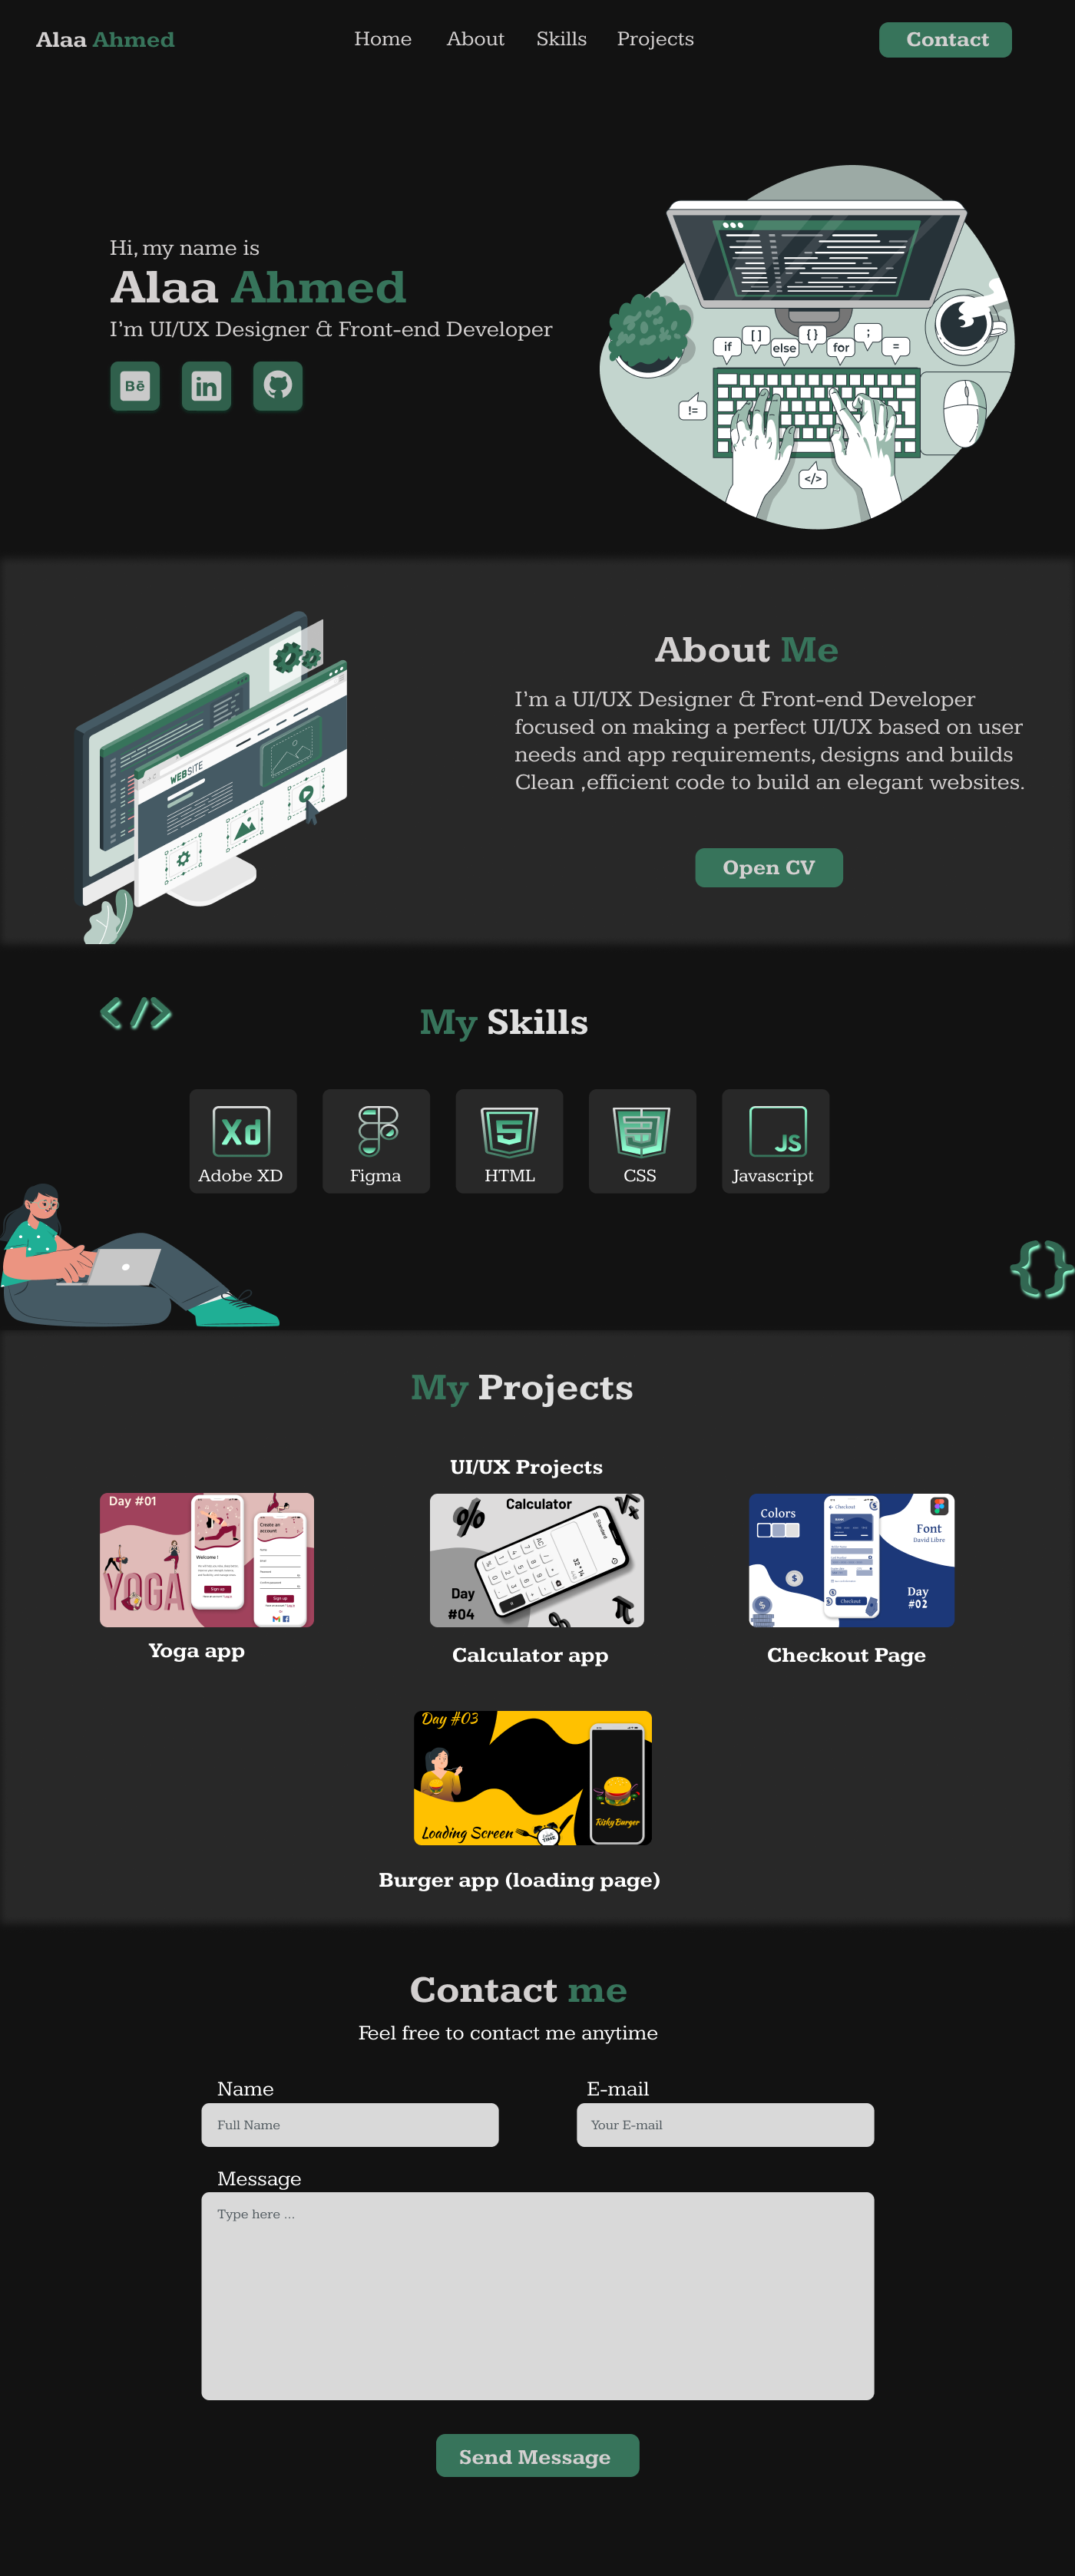 Alaa Ahmed
Home
About
Skills
Projects
Contact
Hi, my name is
Alaa Ahmed
I'm UI/UX Designer & Front-end Developer
Bē
in
if
[ ]
else
{ }
for
;
=
!=
</>
WEBSITE
About Me
I'm a UI/UX Designer & Front-end Developer
focused on making a perfect UI/UX based on user
needs and app requirements, designs and builds
Clean ,efficient code to build an elegant websites.
Open CV
</>
My Skills
Xd
5
3
JS
Adobe XD
Figma
HTML
CSS
Javascript
{}
My Projects
UI/UX Projects
Day #01
Create an
account
Welcome !
Sign up
Sign up
YOGA
Yoga app
Calculator
%
√x
Standard
Day
#04
π
Calculator app
Colors
Checkout
Font
David Libre
Day
#02
Checkout
Checkout Page
Day #03
Loading Screen
Risky Burger
Burger app (loading page)
Contact me
Feel free to contact me anytime
Name
E-mail
Full Name
Your E-mail
Message
Type here ...
Send Message